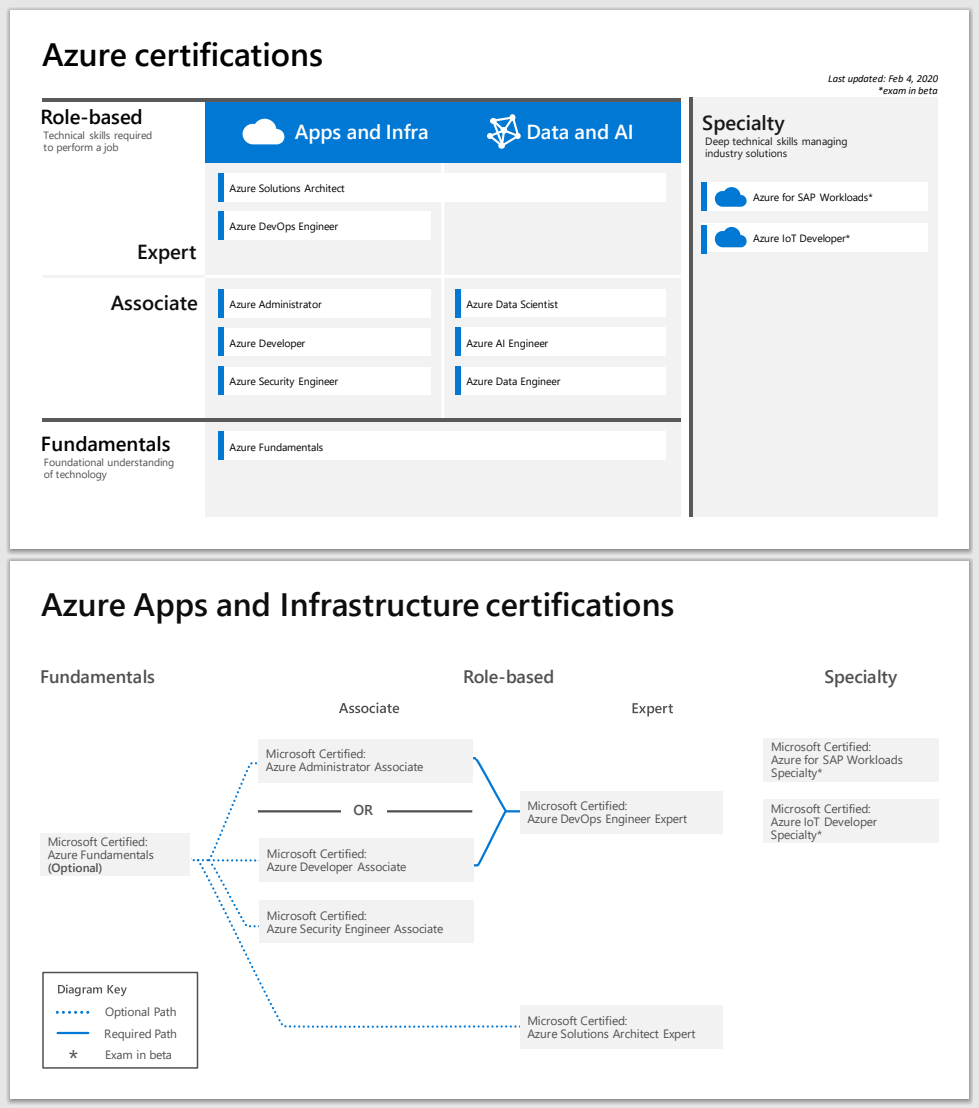 Azure certifications
Last updated: Feb 4, 2020
*exam in beta
Role-based
Technical skills required
to perform a job
Apps and Infra
Data and AI
Specialty
Deep technical skills managing
industry solutions
Azure Solutions Architect
Azure for SAP Workloads*
Azure DevOps Engineer
Azure IoT Developer*
Expert
Associate
Azure Administrator
Azure Data Scientist
Azure Developer
Azure AI Engineer
Azure Security Engineer
Azure Data Engineer
Fundamentals
Foundational understanding
of technology
Azure Fundamentals
Azure Apps and Infrastructure certifications
Fundamentals
Role-based
Specialty
Associate
Expert
Microsoft Certified:
Azure Administrator Associate
Microsoft Certified:
Azure for SAP Workloads
Specialty*
OR
Microsoft Certified:
Azure DevOps Engineer Expert
Microsoft Certified:
Azure IoT Developer
Specialty*
Microsoft Certified:
Azure Fundamentals
(Optional)
Microsoft Certified:
Azure Developer Associate
Microsoft Certified:
Azure Security Engineer Associate
Microsoft Certified:
Azure Solutions Architect Expert
Diagram Key
Optional Path
Required Path
* Exam in beta